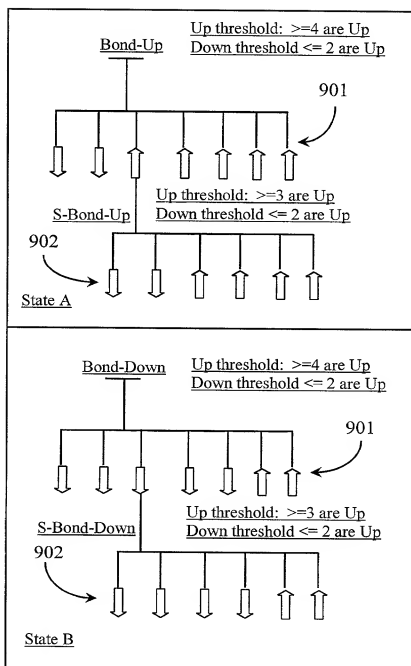 Up threshold: >=4 are Up
Bond-Up
Down threshold <= 2 are Up
901
Up threshold: >=3 are Up
S-Bond-Up
Down threshold <= 2 are Up
902
State A
Bond-Down
Up threshold: >=4 are Up
Down threshold <= 2 are Up
901
S-Bond-Down
Up threshold: >=3 are Up
Down threshold <= 2 are Up
902
State B